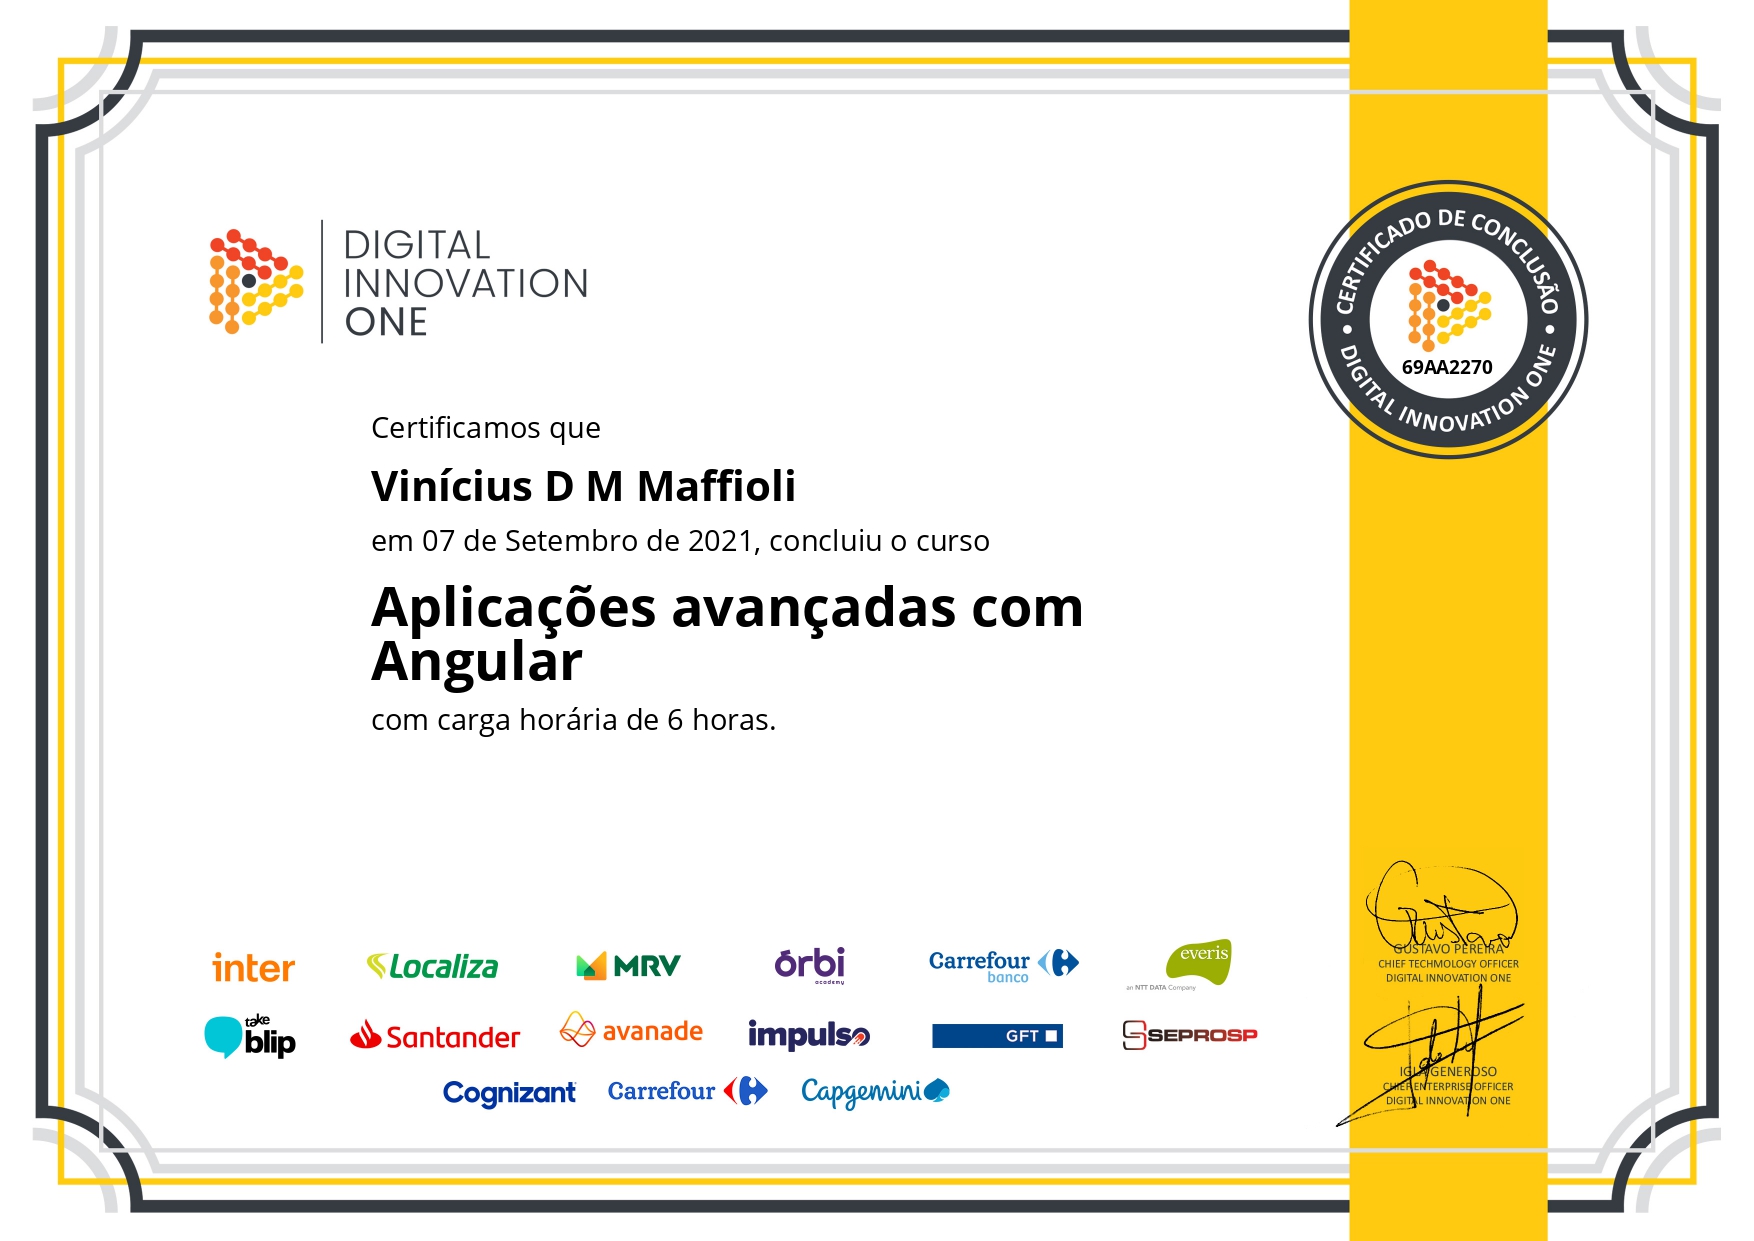 DIGITAL
INNOVATION
ONE
CERTIFICADO DE CONCLUSÃO
69AA2270
DIGITAL INNOVATION ONE
Certificamos que
Vinícius D M Maffioli
em 07 de Setembro de 2021, concluiu o curso
Aplicações avançadas com
Angular
com carga horária de 6 horas.
inter
Localiza
MRV
órbi
academy
Carrefour
banco
everis
an NTT DATA Company
take
blip
Santander
avanade
impulso
GFT
SEPROSP
Cognizant
Carrefour
Capgemini
Gustavo
GUSTAVO PEREIRA
CHIEF TECHMOLOGY OFFICER
DIGITAL INNOVATION ONE
IGLA GENEROSO
CHIEF ENTERPRISE OFFICER
DIGITAL INNOVATION ONE